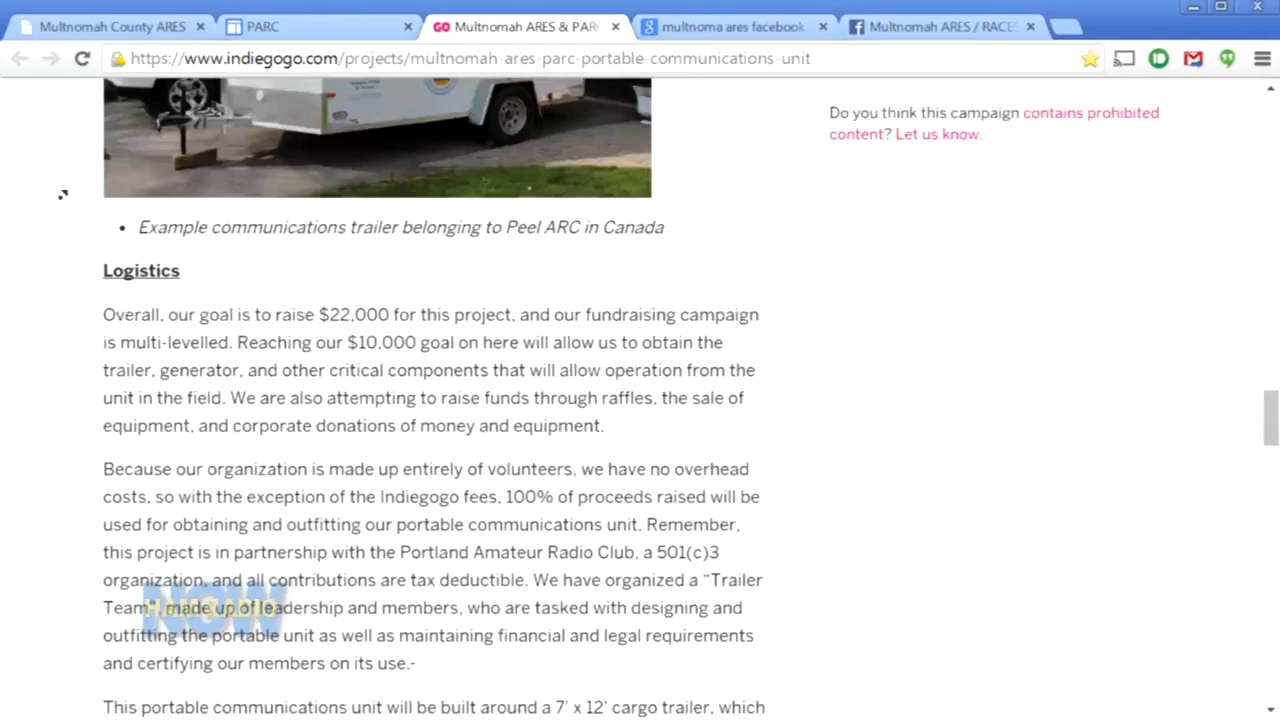 Multnomah County ARES
PARC
GO Multnomah ARES & PAR
multnoma ares facebook
Multnomah ARES / RACES
https://www.indiegogo.com/projects/multnomah-ares-parc-portable-communications-unit
Do you think this campaign contains prohibited
content? Let us know.
• Example communications trailer belonging to Peel ARC in Canada
Logistics
Overall, our goal is to raise $22,000 for this project, and our fundraising campaign
is multi-levelled. Reaching our $10,000 goal on here will allow us to obtain the
trailer, generator, and other critical components that will allow operation from the
unit in the field. We are also attempting to raise funds through raffles, the sale of
equipment, and corporate donations of money and equipment.
Because our organization is made up entirely of volunteers, we have no overhead
costs, so with the exception of the Indiegogo fees, 100% of proceeds raised will be
used for obtaining and outfitting our portable communications unit. Remember,
this project is in partnership with the Portland Amateur Radio Club, a 501(c)3
organization, and all contributions are tax deductible. We have organized a “Trailer
Team” made up of leadership and members, who are tasked with designing and
outfitting the portable unit as well as maintaining financial and legal requirements
and certifying our members on its use.-
HAM RADIO
NOW
This portable communications unit will be built around a 7' x 12' cargo trailer, which